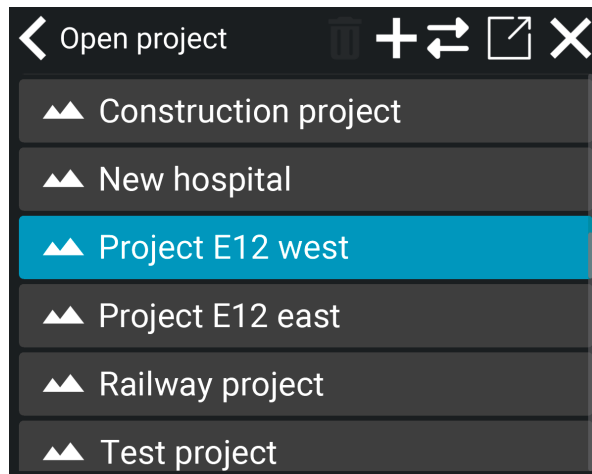 Open project
Construction project
New hospital
Project E12 west
Project E12 east
Railway project
Test project